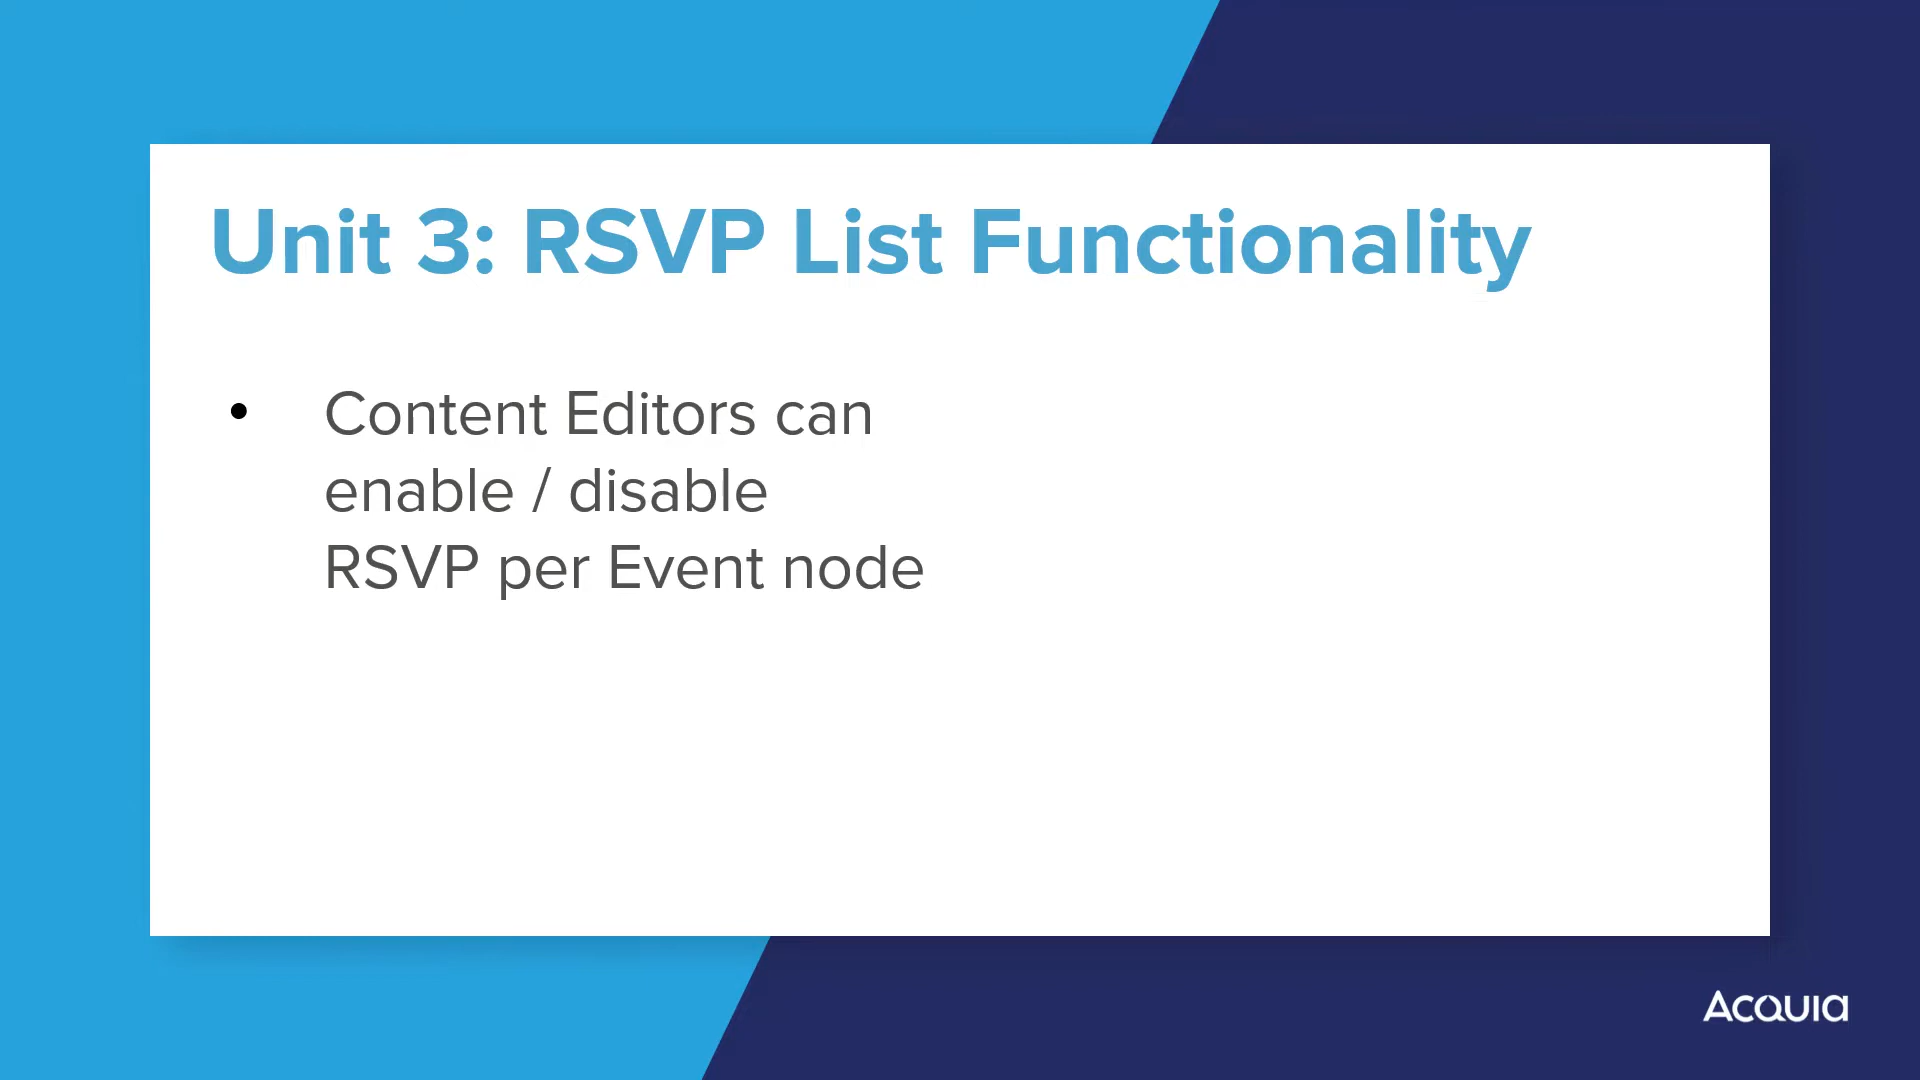 Unit 3: RSVP List Functionality
• Content Editors can
enable / disable
RSVP per Event node
ACQUIA